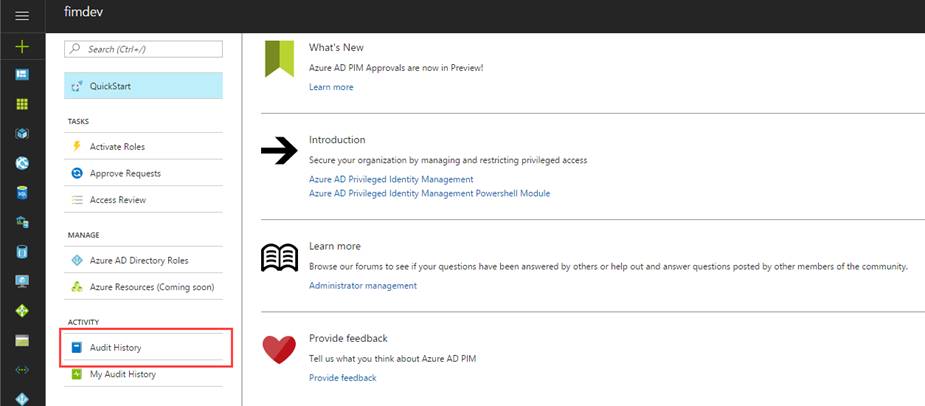 fimdev
Search (Ctrl+/)
QuickStart
TASKS
Activate Roles
Approve Requests
Access Review
MANAGE
Azure AD Directory Roles
Azure Resources (Coming soon)
ACTIVITY
Audit History
My Audit History
What's New
Azure AD PIM Approvals are now in Preview!
Learn more
Introduction
Secure your organization by managing and restricting privileged access
Azure AD Privileged Identity Management
Azure AD Privileged Identity Management Powershell Module
Learn more
Browse our forums to see if your questions have been answered by others or help out and answer questions posted by other members of the community.
Administrator management
Provide feedback
Tell us what you think about Azure AD PIM
Provide feedback